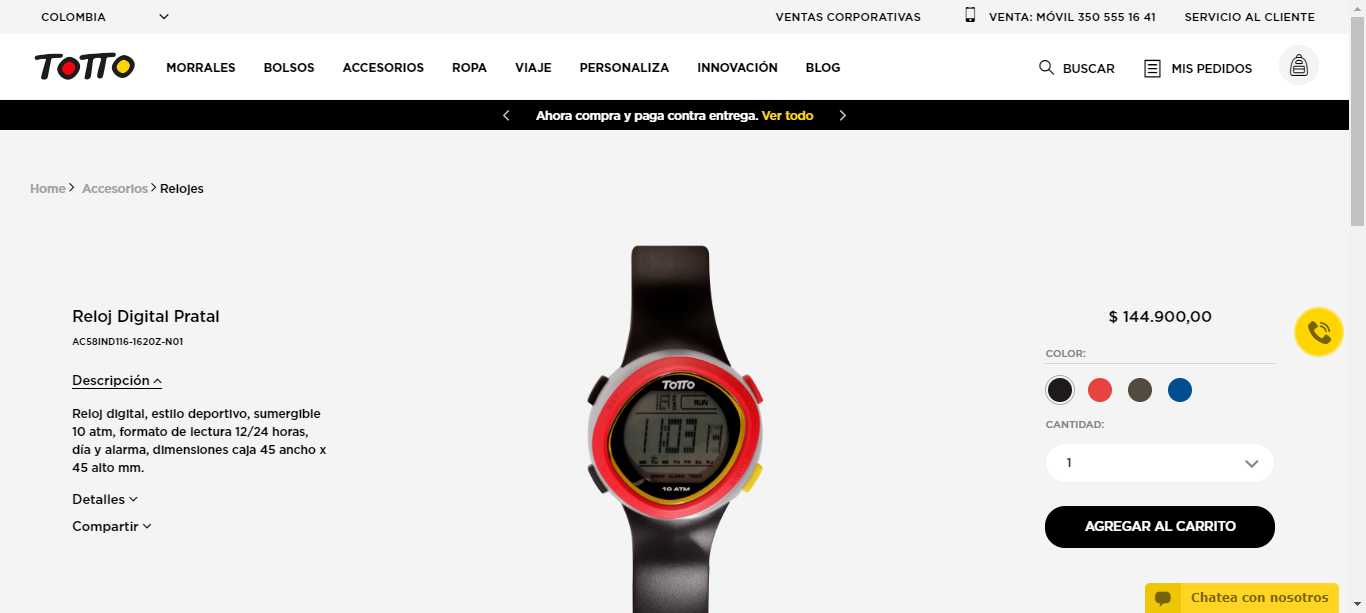 COLOMBIA
VENTAS CORPORATIVAS
VENTA: MÓVIL 350 555 16 41
SERVICIO AL CLIENTE
TOTTO
MORRALES
BOLSOS
ACCESORIOS
ROPA
VIAJE
PERSONALIZA
INNOVACIÓN
BLOG
BUSCAR
MIS PEDIDOS
Ahora compra y paga contra entrega. Ver todo
Home > Accesorios > Relojes
Reloj Digital Pratal
AC58IND116-1620Z-N01
Descripción
Reloj digital, estilo deportivo, sumergible
10 atm, formato de lectura 12/24 horas,
día y alarma, dimensiones caja 45 ancho x
45 alto mm.
Detalles
Compartir
TOTTO
RUN
10 ATM
$ 144.900,00
COLOR:
CANTIDAD:
1
AGREGAR AL CARRITO
Chatea con nosotros